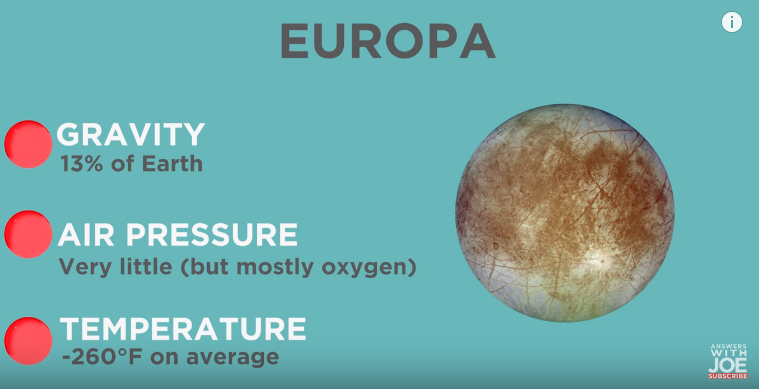 EUROPA
i
GRAVITY
13% of Earth
AIR PRESSURE
Very little (but mostly oxygen)
TEMPERATURE
-260°F on average
ANSWERS
WITH
JOE
SUBSCRIBE